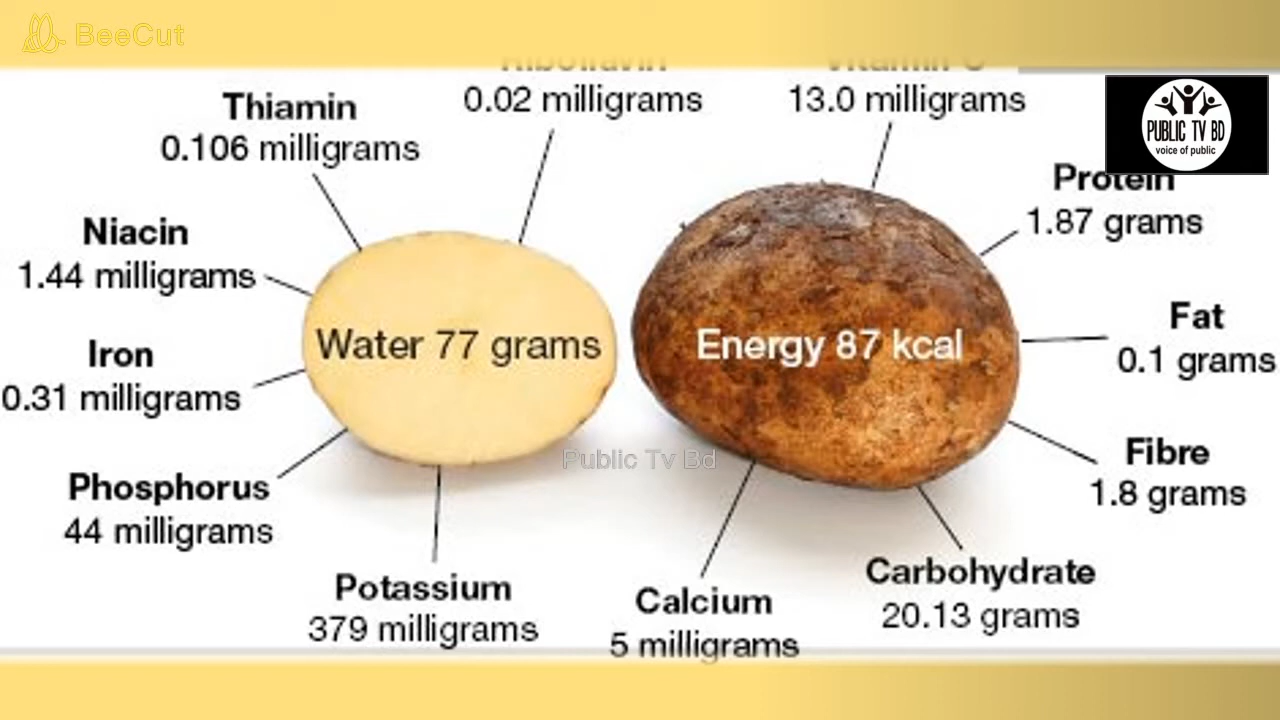 BeeCut
Thiamin
0.106 milligrams
Riboflavin
0.02 milligrams
Vitamin C
13.0 milligrams
PUBLIC TV BD
voice of public
Protein
1.87 grams
Niacin
1.44 milligrams
Water 77 grams
Energy 87 kcal
Fat
0.1 grams
Iron
0.31 milligrams
Public Tv Bd
Fibre
1.8 grams
Phosphorus
44 milligrams
Potassium
379 milligrams
Calcium
5 milligrams
Carbohydrate
20.13 grams